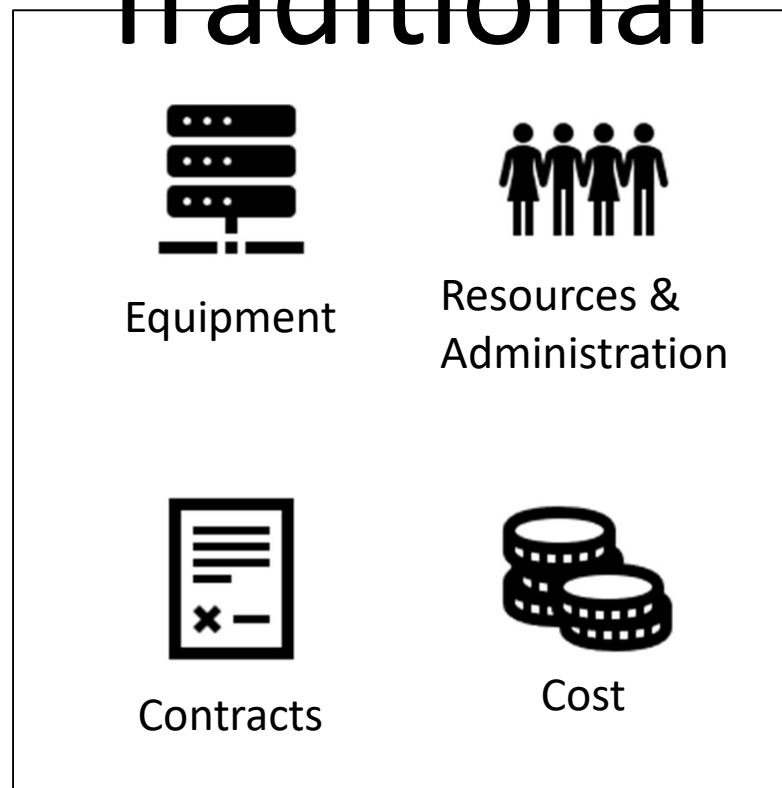 Traditional
Equipment
Resources &
Administration
Contracts
Cost